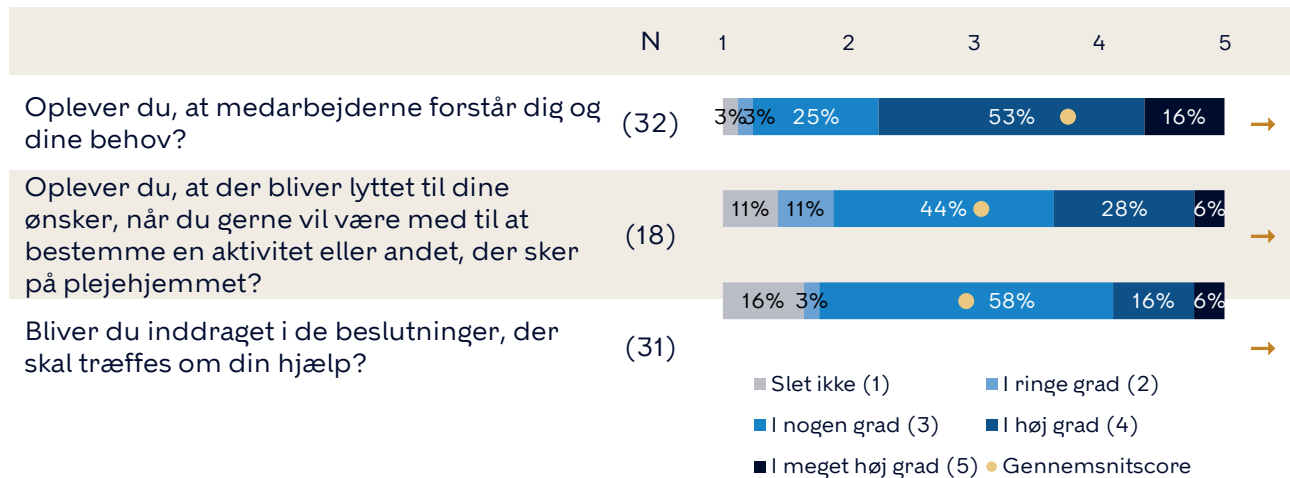 N 1 2 3 4 5
Oplever du, at medarbejderne forstår dig og
dine behov?
(32)
3% 3% 25% 53% 16%
→
Oplever du, at der bliver lyttet til dine
ønsker, når du gerne vil være med til at
bestemme en aktivitet eller andet, der sker
på plejehjemmet?
(18)
11% 11% 44% 28% 6%
→
Bliver du inddraget i de beslutninger, der
skal træffes om din hjælp?
(31)
16% 3% 58% 16% 6%
→
Slet ikke (1) I ringe grad (2)
I nogen grad (3) I høj grad (4)
I meget høj grad (5) Gennemsnitscore